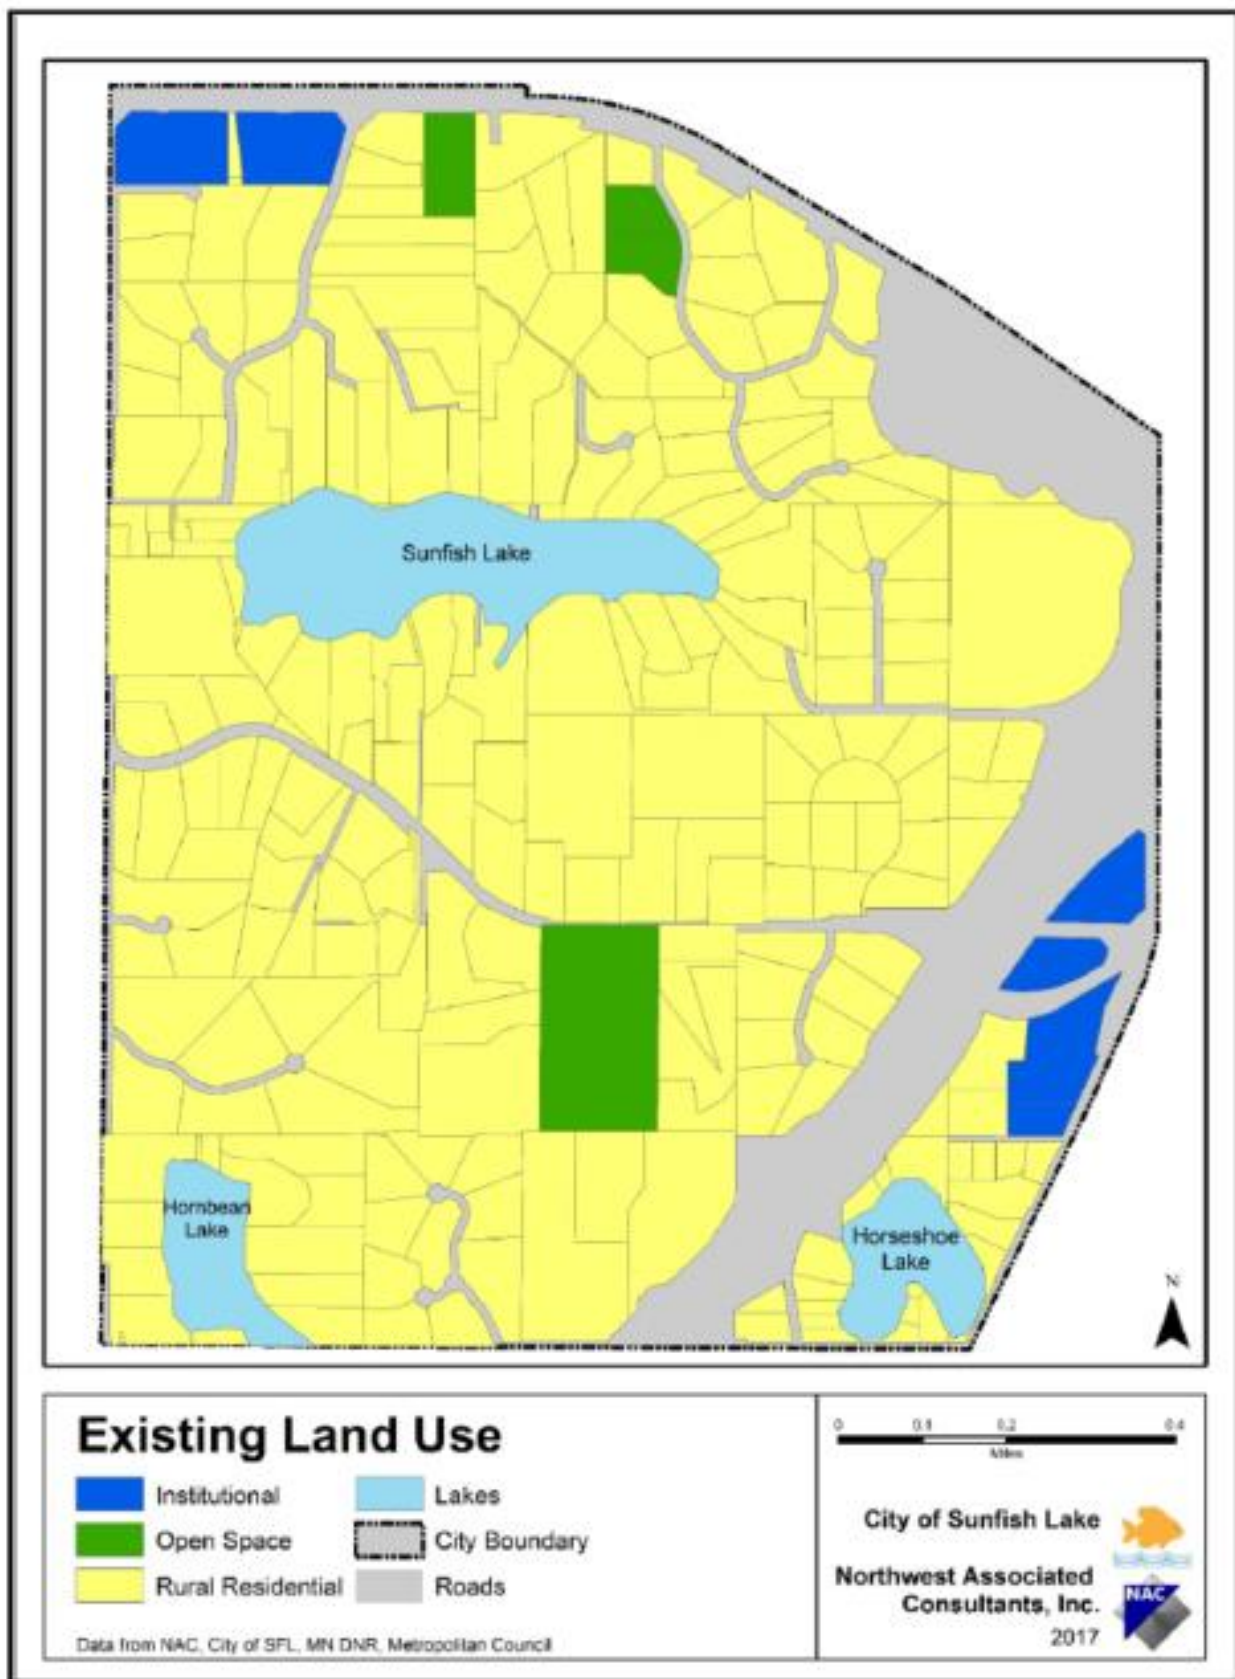 Sunfish Lake
Hornbean
Lake
Horseshoe
Lake
N
Existing Land Use
Institutional
Open Space
Rural Residential
Lakes
City Boundary
Roads
Data from NAC, City of SFL, MN DNR, Metropolitan Council
0 0.1 0.2 0.4
Miles
City of Sunfish Lake
Northwest Associated
Consultants, Inc.
2017
NAC